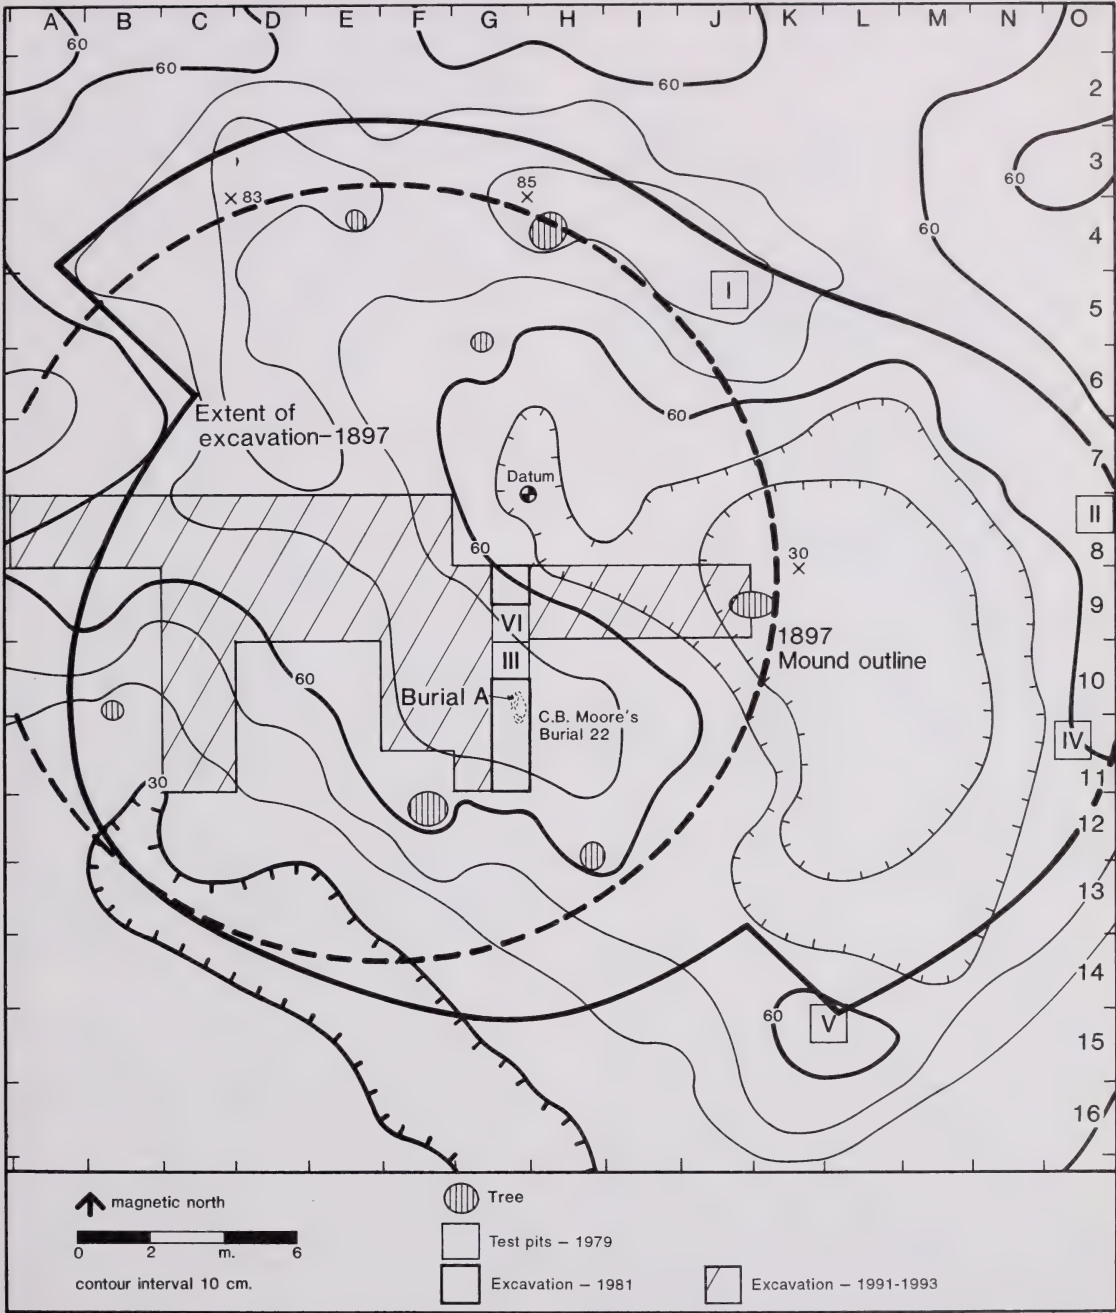 A B C D E F G H I J K L M N O
60
60
60
2
3
83
85
60
4
60
I
5
6
Extent of
excavation–1897
60
7
Datum
II
60
30
8
9
VI
1897
Mound outline
III
60
10
Burial A
C.B. Moore's
Burial 22
IV
30
11
12
13
14
60
V
15
16
magnetic north
Tree
0 2 m. 6
Test pits – 1979
contour interval 10 cm.
Excavation – 1981
Excavation – 1991-1993